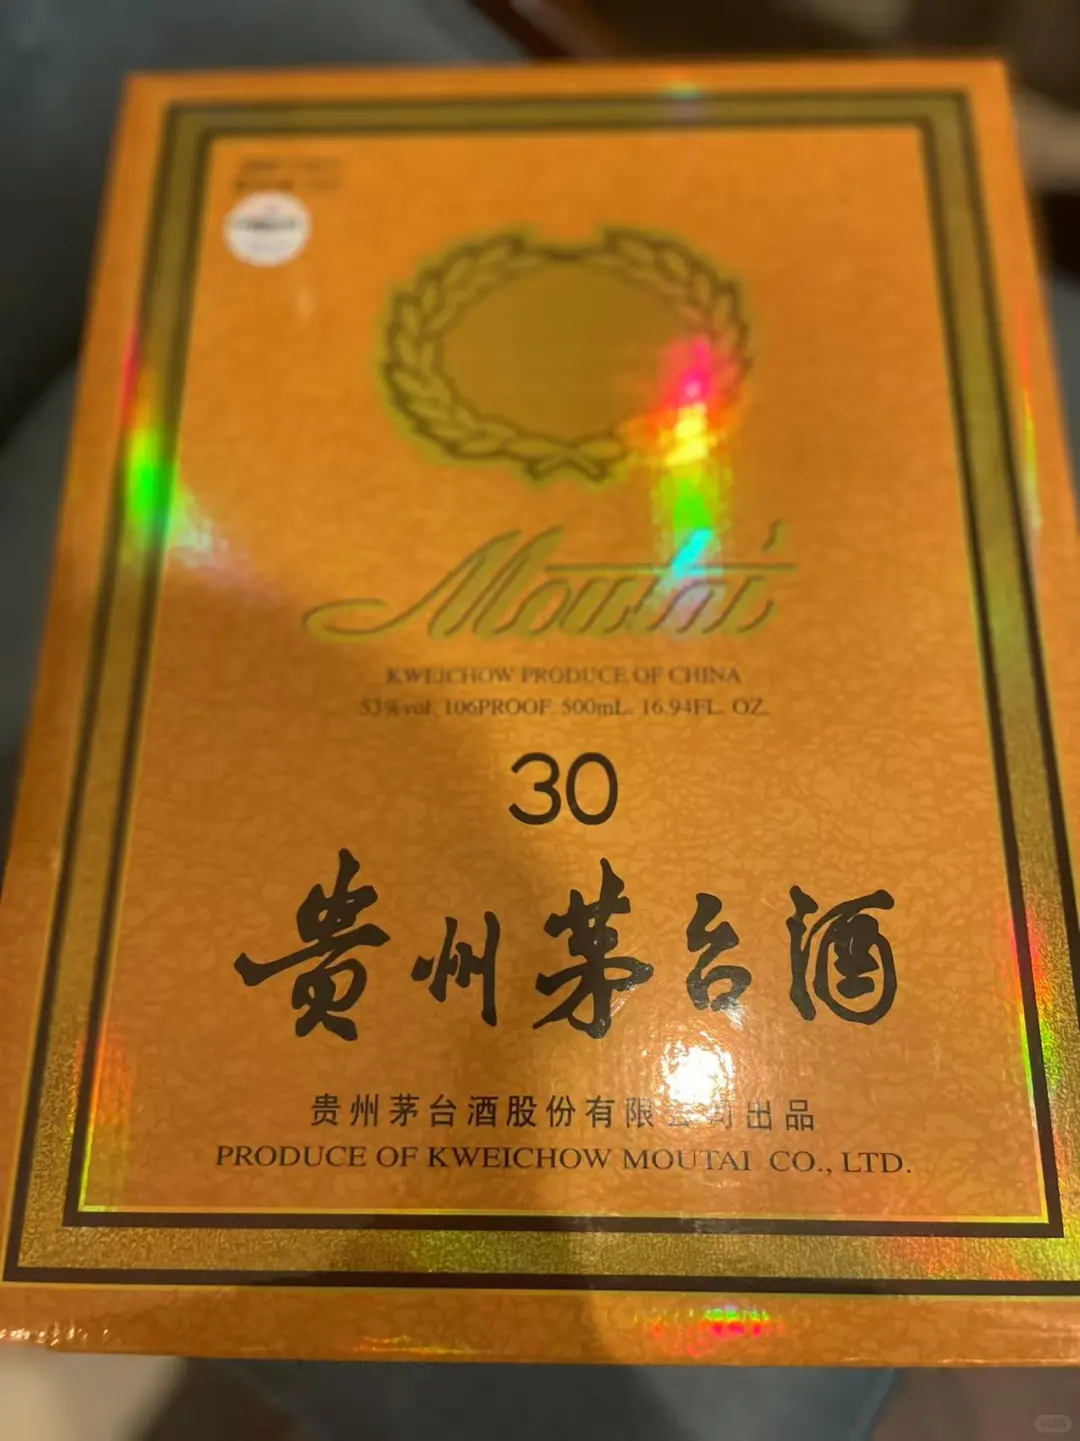 Moutai
KWEICHOW PRODUCE OF CHINA
53%vol. 106PROOF 500mL. 16.94FL. OZ.
30
贵州茅台酒
贵州茅台酒股份有限公司出品
PRODUCE OF KWEICHOW MOUTAI CO., LTD.